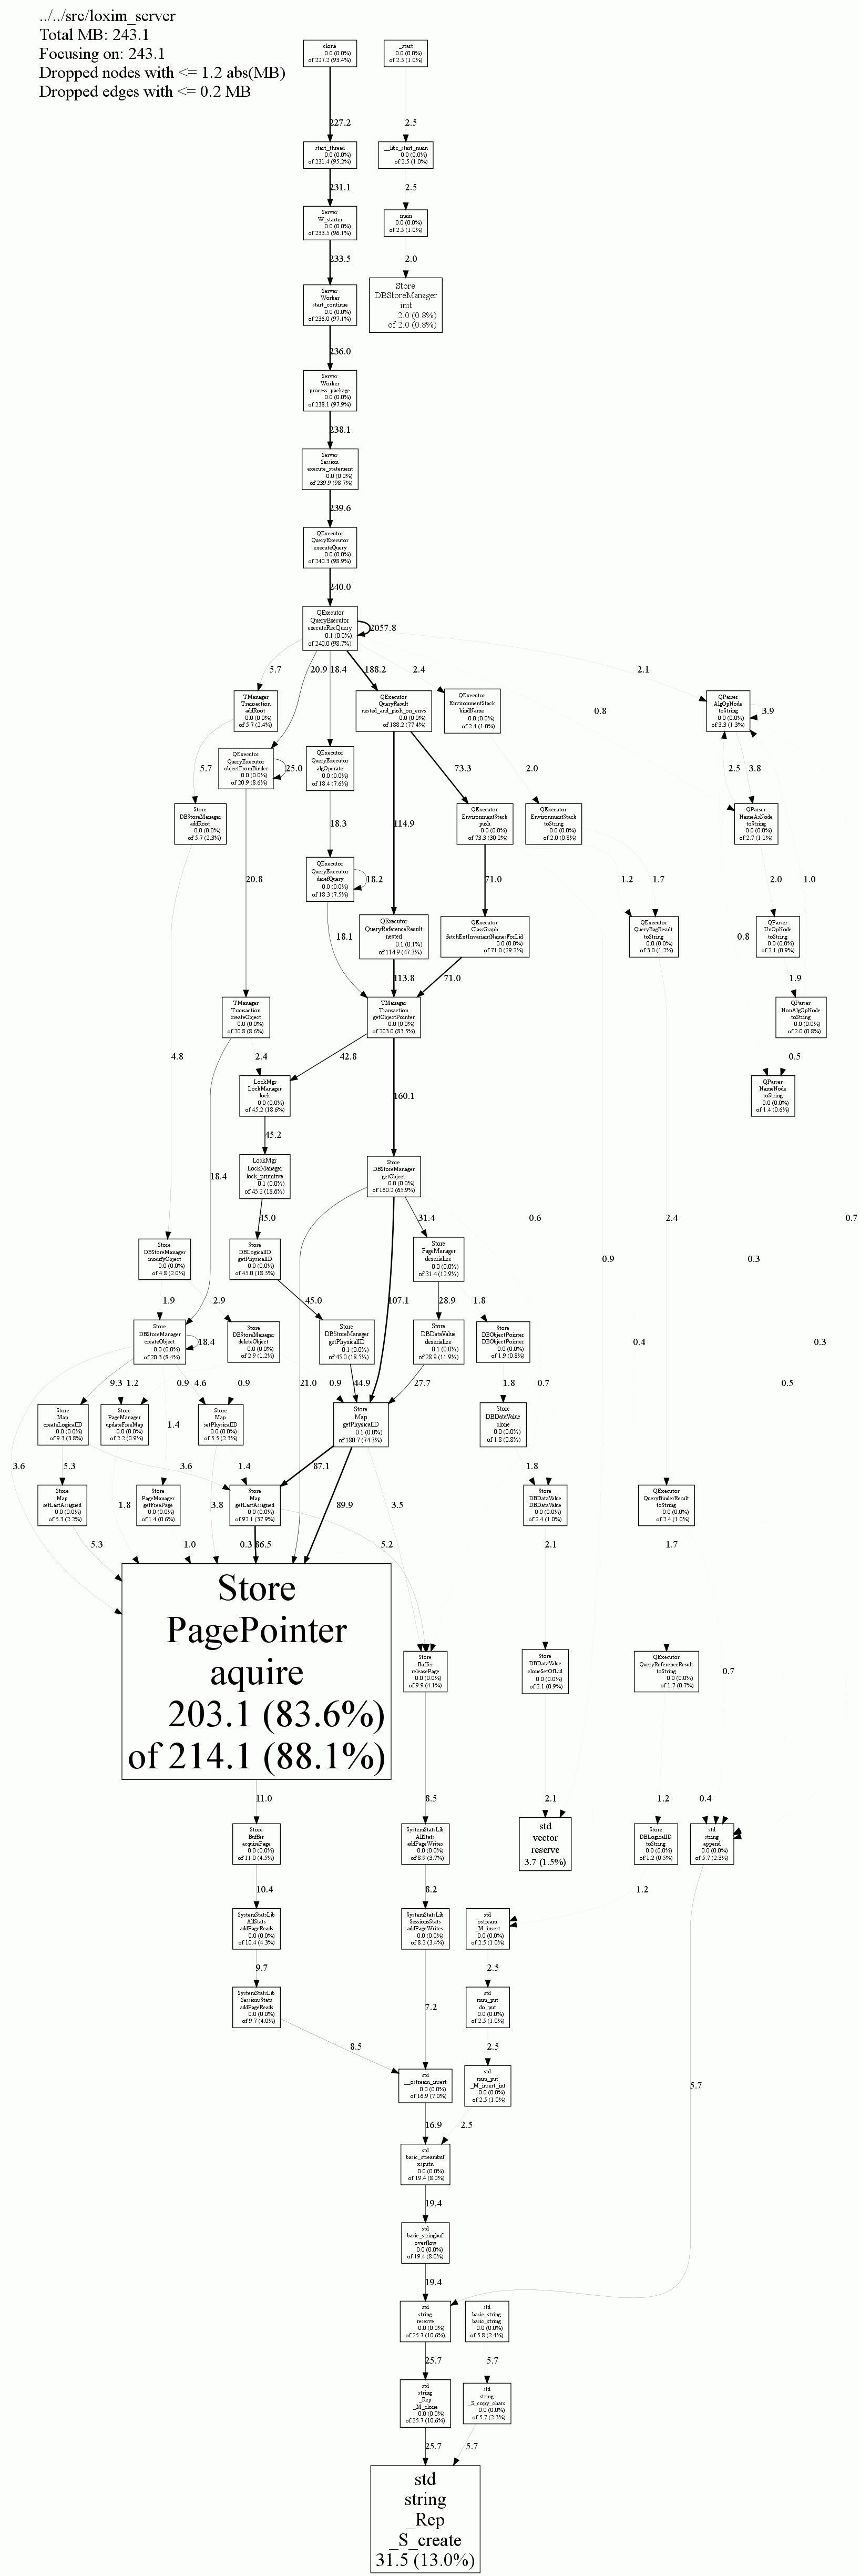 ../../src/loxim_server
Total MB: 243.1
Focusing on: 243.1
Dropped nodes with <= 1.2 abs(MB)
Dropped edges with <= 0.2 MB
clone
0.0 (0.0%)
of 227.2 (93.4%)
_start
0.0 (0.0%)
of 2.5 (1.0%)
227.2
2.5
start_thread
0.0 (0.0%)
of 231.4 (95.2%)
__libc_start_main
0.0 (0.0%)
of 2.5 (1.0%)
231.1
2.5
Server
W_starter
0.0 (0.0%)
of 233.5 (96.1%)
main
0.0 (0.0%)
of 2.5 (1.0%)
233.5
2.0
Server
Worker
start_continue
0.0 (0.0%)
of 236.0 (97.1%)
Store
DBStoreManager
init
2.0 (0.8%)
of 2.0 (0.8%)
236.0
Server
Worker
process_package
0.0 (0.0%)
of 238.1 (97.9%)
238.1
Server
Session
execute_statement
0.0 (0.0%)
of 239.9 (98.7%)
239.6
QExecutor
QueryExecutor
executeQuery
0.0 (0.0%)
of 240.3 (98.9%)
240.0
QExecutor
QueryExecutor
executeRecQuery
0.1 (0.0%)
of 240.0 (98.7%)
2057.8
5.7
20.9
18.4
188.2
2.4
2.1
TManager
Transaction
addRoot
0.0 (0.0%)
of 5.7 (2.4%)
QExecutor
QueryResult
nested_and_push_on_envs
0.0 (0.0%)
of 188.2 (77.4%)
QExecutor
EnvironmentStack
bindName
0.0 (0.0%)
of 2.4 (1.0%)
0.8
QParser
AlgOpNode
toString
0.0 (0.0%)
of 3.3 (1.3%)
3.9
QExecutor
QueryExecutor
objectFromBinder
0.0 (0.0%)
of 20.9 (8.6%)
25.0
QExecutor
QueryExecutor
algOperate
0.0 (0.0%)
of 18.4 (7.6%)
5.7
73.3
2.0
2.5
3.8
Store
DBStoreManager
addRoot
0.0 (0.0%)
of 5.7 (2.3%)
18.3
114.9
QExecutor
EnvironmentStack
push
0.0 (0.0%)
of 73.3 (30.2%)
QExecutor
EnvironmentStack
toString
0.0 (0.0%)
of 2.0 (0.8%)
QParser
NameAsNode
toString
0.0 (0.0%)
of 2.7 (1.1%)
20.8
QExecutor
QueryExecutor
derefQuery
0.0 (0.0%)
of 18.3 (7.5%)
18.2
71.0
1.2
1.7
2.0
1.0
18.1
QExecutor
QueryReferenceResult
nested
0.1 (0.1%)
of 114.9 (47.3%)
QExecutor
ClassGraph
fetchExtInvariantNamesForLid
0.0 (0.0%)
of 71.0 (29.2%)
QExecutor
QueryBagResult
toString
0.0 (0.0%)
of 3.0 (1.2%)
0.8
QParser
UnOpNode
toString
0.0 (0.0%)
of 2.1 (0.9%)
113.8
71.0
1.9
TManager
Transaction
createObject
0.0 (0.0%)
of 20.8 (8.6%)
TManager
Transaction
getObjectPointer
0.0 (0.0%)
of 203.0 (83.5%)
QParser
NonAlgOpNode
toString
0.0 (0.0%)
of 2.0 (0.8%)
4.8
2.4
42.8
0.5
LockMgr
LockManager
lock
0.0 (0.0%)
of 45.2 (18.6%)
160.1
QParser
NameNode
toString
0.0 (0.0%)
of 1.4 (0.6%)
45.2
18.4
LockMgr
LockManager
lock_primitive
0.1 (0.0%)
of 45.2 (18.6%)
Store
DBStoreManager
getObject
0.0 (0.0%)
of 160.2 (65.9%)
45.0
31.4
0.6
2.4
0.7
Store
DBStoreManager
modifyObject
0.0 (0.0%)
of 4.8 (2.0%)
Store
DBLogicalID
getPhysicalID
0.0 (0.0%)
of 45.0 (18.5%)
Store
PageManager
deserialize
0.0 (0.0%)
of 31.4 (12.9%)
0.9
0.3
1.9
2.9
45.0
107.1
28.9
1.8
Store
DBStoreManager
createObject
0.0 (0.0%)
of 20.3 (8.4%)
18.4
Store
DBStoreManager
deleteObject
0.0 (0.0%)
of 2.9 (1.2%)
Store
DBStoreManager
getPhysicalID
0.1 (0.0%)
of 45.0 (18.5%)
Store
DBDataValue
deserialize
0.1 (0.0%)
of 28.9 (11.9%)
Store
DBObjectPointer
DBObjectPointer
0.0 (0.0%)
of 1.9 (0.8%)
0.4
0.3
9.3
1.2
0.9
4.6
0.9
21.0
0.9
44.9
27.7
1.8
0.7
0.5
Store
Map
createLogicalID
0.0 (0.0%)
of 9.3 (3.8%)
Store
PageManager
updateFreeMap
0.0 (0.0%)
of 2.2 (0.9%)
1.4
Store
Map
setPhysicalID
0.0 (0.0%)
of 5.5 (2.3%)
Store
Map
getPhysicalID
0.1 (0.0%)
of 180.7 (74.3%)
Store
DBDataValue
clone
0.0 (0.0%)
of 1.8 (0.8%)
3.6
5.3
3.6
1.4
87.1
1.8
Store
Map
setLastAssigned
0.0 (0.0%)
of 5.3 (2.2%)
1.8
Store
PageManager
getFreePage
0.0 (0.0%)
of 1.4 (0.6%)
3.8
Store
Map
getLastAssigned
0.0 (0.0%)
of 92.1 (37.9%)
89.9
3.5
Store
DBDataValue
DBDataValue
0.0 (0.0%)
of 2.4 (1.0%)
QExecutor
QueryBinderResult
toString
0.0 (0.0%)
of 2.4 (1.0%)
5.3
1.0
0.3
86.5
5.2
2.1
1.7
Store
PagePointer
aquire
203.1 (83.6%)
of 214.1 (88.1%)
Store
Buffer
releasePage
0.0 (0.0%)
of 9.9 (4.1%)
Store
DBDataValue
cloneSetOfLid
0.0 (0.0%)
of 2.1 (0.9%)
QExecutor
QueryReferenceResult
toString
0.0 (0.0%)
of 1.7 (0.7%)
0.7
11.0
8.5
2.1
1.2
0.4
Store
Buffer
acquirePage
0.0 (0.0%)
of 11.0 (4.5%)
SystemStatsLib
AllStats
addPageWrites
0.0 (0.0%)
of 8.9 (3.7%)
std
vector
reserve
3.7 (1.5%)
Store
DBLogicalID
toString
0.0 (0.0%)
of 1.2 (0.5%)
std
string
append
0.0 (0.0%)
of 5.7 (2.3%)
10.4
8.2
1.2
SystemStatsLib
AllStats
addPageReads
0.0 (0.0%)
of 10.4 (4.3%)
SystemStatsLib
SessionStats
addPageWrites
0.0 (0.0%)
of 8.2 (3.4%)
std
ostream
_M_insert
0.0 (0.0%)
of 2.5 (1.0%)
9.7
2.5
SystemStatsLib
SessionStats
addPageReads
0.0 (0.0%)
of 9.7 (4.0%)
7.2
std
num_put
do_put
0.0 (0.0%)
of 2.5 (1.0%)
8.5
2.5
std
__ostream_insert
0.0 (0.0%)
of 16.9 (7.0%)
std
num_put
_M_insert_int
0.0 (0.0%)
of 2.5 (1.0%)
5.7
16.9
2.5
std
basic_streambuf
xsputn
0.0 (0.0%)
of 19.4 (8.0%)
19.4
std
basic_stringbuf
overflow
0.0 (0.0%)
of 19.4 (8.0%)
19.4
std
string
reserve
0.0 (0.0%)
of 25.7 (10.6%)
std
basic_string
basic_string
0.0 (0.0%)
of 5.8 (2.4%)
25.7
5.7
std
string
_Rep
_M_clone
0.0 (0.0%)
of 25.7 (10.6%)
std
string
_S_copy_chars
0.0 (0.0%)
of 5.7 (2.3%)
25.7
5.7
std
string
_Rep
_S_create
31.5 (13.0%)